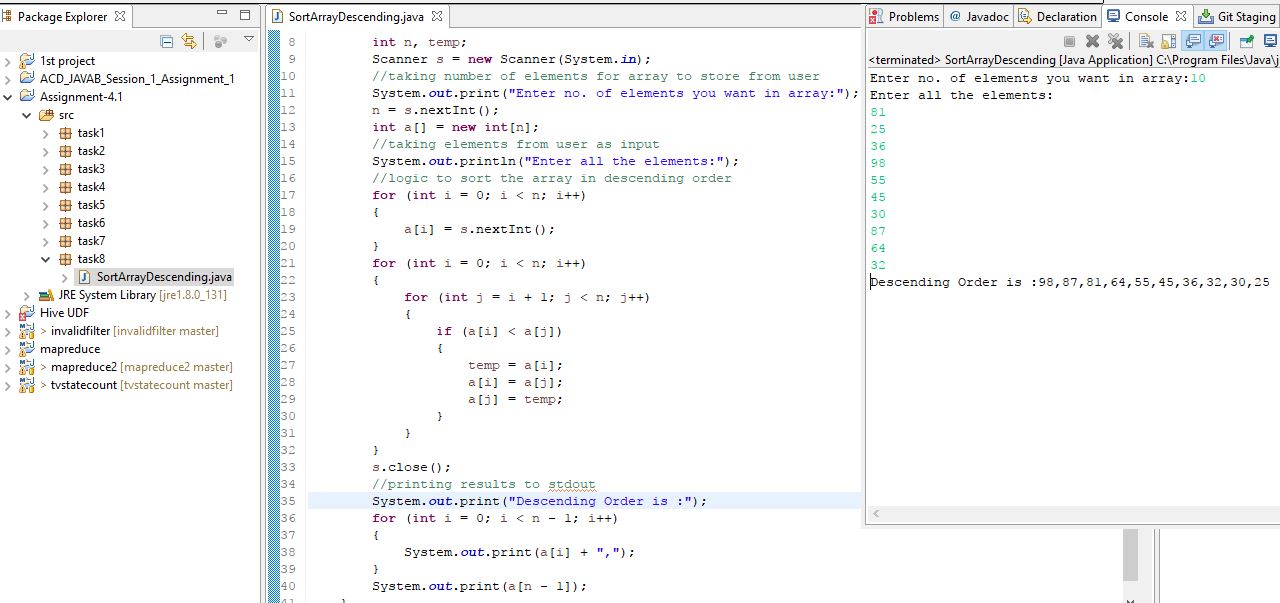 Package Explorer
1st project
ACD_JAVAB_Session_1_Assignment_1
Assignment-4.1
src
task1
task2
task3
task4
task5
task6
task7
task8
SortArrayDescending.java
JRE System Library [jre1.8.0_131]
Hive UDF
> invalidfilter [invalidfilter master]
mapreduce
> mapreduce2 [mapreduce2 master]
> tvstatecount [tvstatecount master]
SortArrayDescending.java
8 int n, temp;
9 Scanner s = new Scanner(System.in);
10 //taking number of elements for array to store from user
11 System.out.print("Enter no. of elements you want in array:");
12 n = s.nextInt();
13 int a[] = new int[n];
14 //taking elements from user as input
15 System.out.println("Enter all the elements:");
16 //logic to sort the array in descending order
17 for (int i = 0; i < n; i++)
18 {
19 a[i] = s.nextInt();
20 }
21 for (int i = 0; i < n; i++)
22 {
23 for (int j = i + 1; j < n; j++)
24 {
25 if (a[i] < a[j])
26 {
27 temp = a[i];
28 a[i] = a[j];
29 a[j] = temp;
30 }
31 }
32 }
33 s.close();
34 //printing results to stdout
35 System.out.print("Descending Order is :");
36 for (int i = 0; i < n - 1; i++)
37 {
38 System.out.print(a[i] + ",");
39 }
40 System.out.print(a[n - 1]);
41 }
Problems @ Javadoc Declaration Console Git Staging
<terminated> SortArrayDescending [Java Application] C:\Program Files\Java\j
Enter no. of elements you want in array:10
Enter all the elements:
81
25
36
98
55
45
30
87
64
32
Descending Order is :98,87,81,64,55,45,36,32,30,25